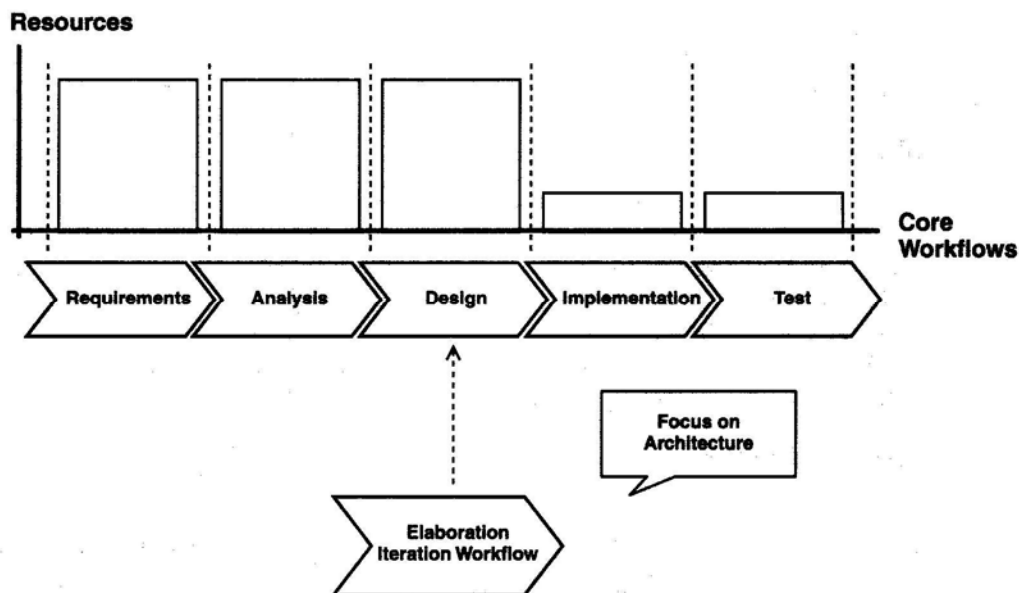 Resources
Core
Workflows
Requirements
Analysis
Design
Implementation
Test
Focus on
Architecture
Elaboration
Iteration Workflow